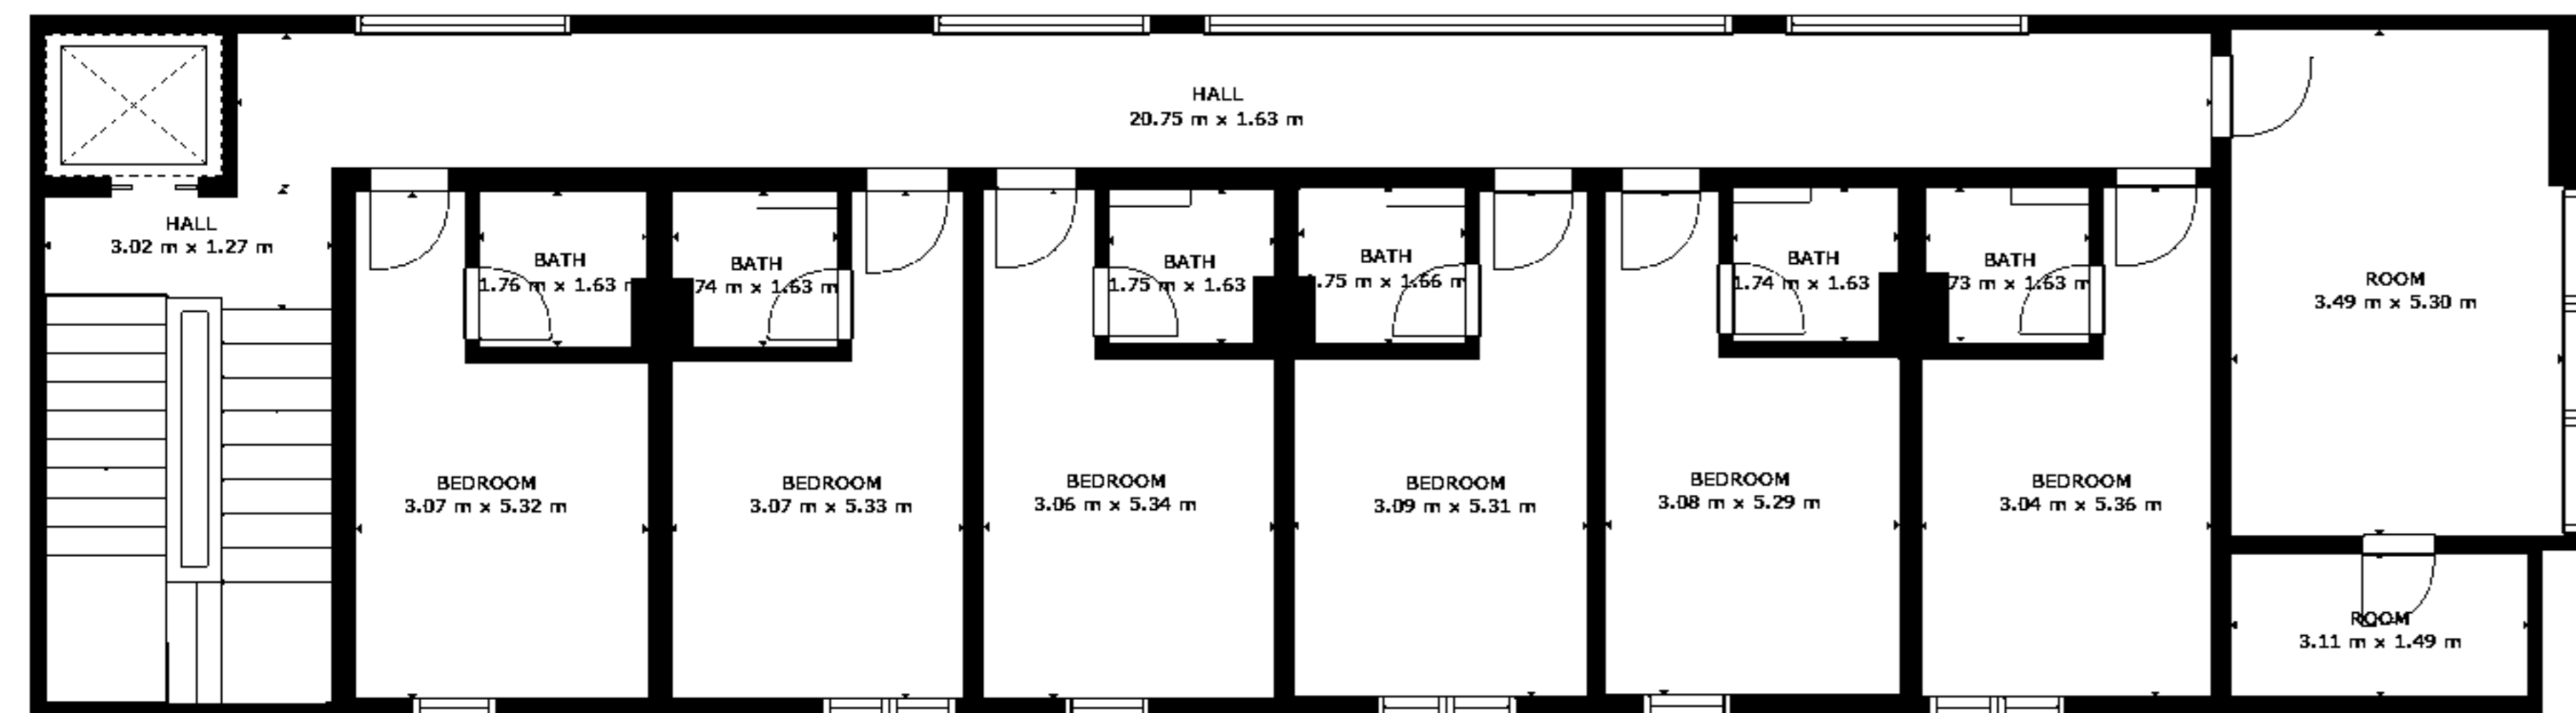 HALL
20.75 m x 1.63 m
HALL
3.02 m x 1.27 m
BATH
1.76 m x 1.63 m
BATH
74 m x 1.63 m
BATH
1.75 m x 1.63
BATH
.75 m x 1.66 m
BATH
1.74 m x 1.63
BATH
73 m x 1.63 m
ROOM
3.49 m x 5.30 m
BEDROOM
3.07 m x 5.32 m
BEDROOM
3.07 m x 5.33 m
BEDROOM
3.06 m x 5.34 m
BEDROOM
3.09 m x 5.31 m
BEDROOM
3.08 m x 5.29 m
BEDROOM
3.04 m x 5.36 m
ROOM
3.11 m x 1.49 m